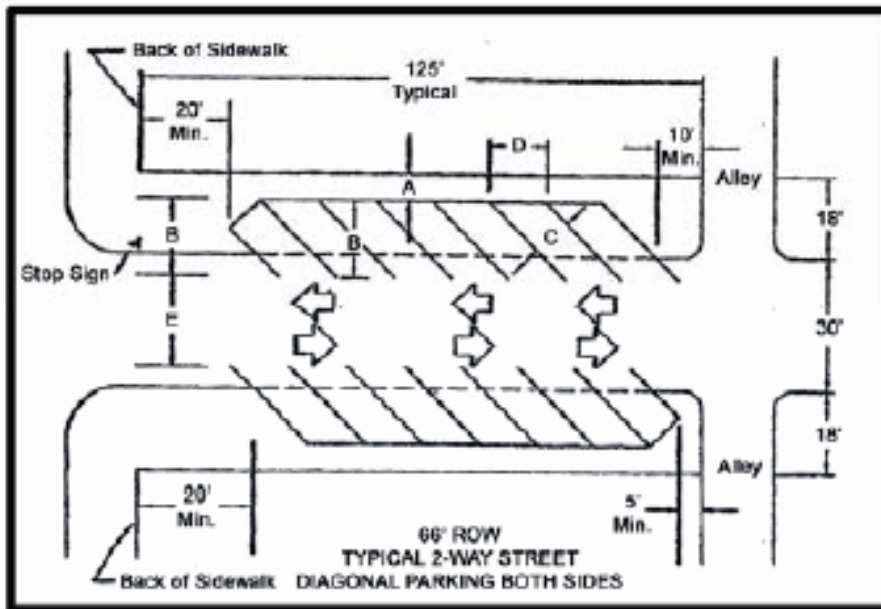 Back of Sidewalk
125'
Typical
20'
Min.
D
10'
Min.
A
Alley
B
B
C
18'
Stop Sign
E
30'
18'
Alley
20'
Min.
5'
Min.
66' ROW
TYPICAL 2-WAY STREET
Back of Sidewalk DIAGONAL PARKING BOTH SIDES